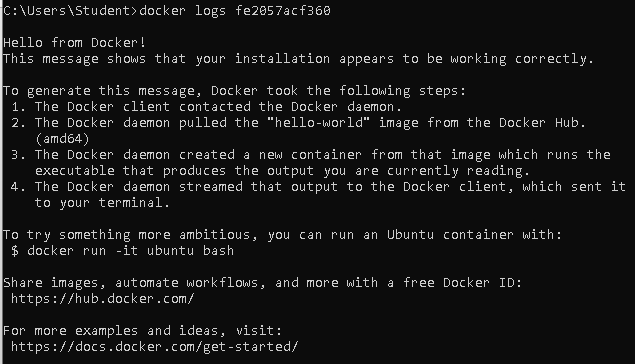 C:\Users\Student>docker logs fe2057acf360
Hello from Docker!
This message shows that your installation appears to be working correctly.
To generate this message, Docker took the following steps:
1. The Docker client contacted the Docker daemon.
2. The Docker daemon pulled the "hello-world" image from the Docker Hub.
(amd64)
3. The Docker daemon created a new container from that image which runs the
executable that produces the output you are currently reading.
4. The Docker daemon streamed that output to the Docker client, which sent it
to your terminal.
To try something more ambitious, you can run an Ubuntu container with:
$ docker run -it ubuntu bash
Share images, automate workflows, and more with a free Docker ID:
https://hub.docker.com/
For more examples and ideas, visit:
https://docs.docker.com/get-started/